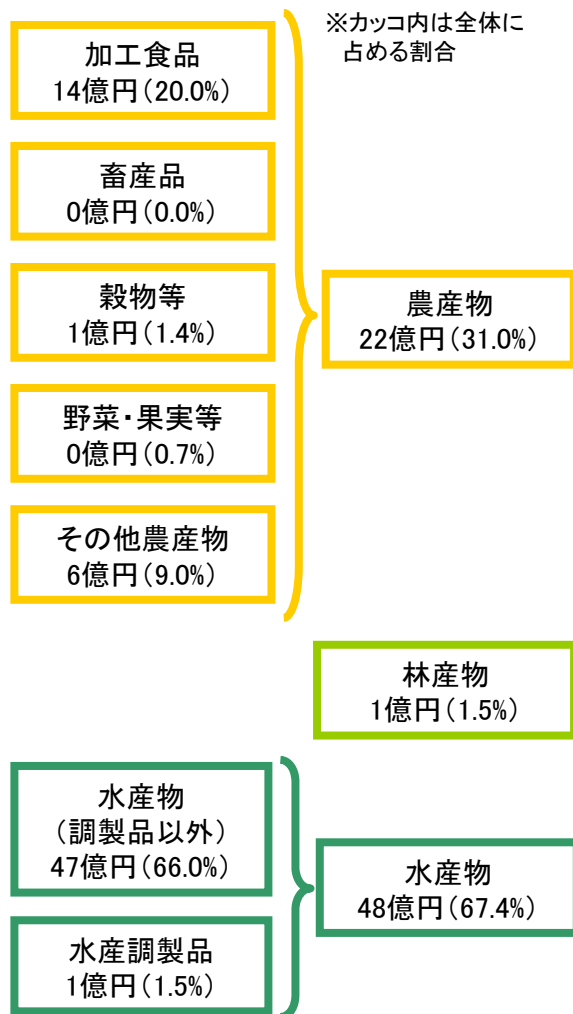 ※カッコ内は全体に
占める割合
加工食品
14億円(20.0%)
畜産品
0億円(0.0%)
穀物等
1億円(1.4%)
野菜・果実等
0億円(0.7%)
その他農産物
6億円(9.0%)
農産物
22億円(31.0%)
林産物
1億円(1.5%)
水産物
(調製品以外)
47億円(66.0%)
水産調製品
1億円(1.5%)
水産物
48億円(67.4%)